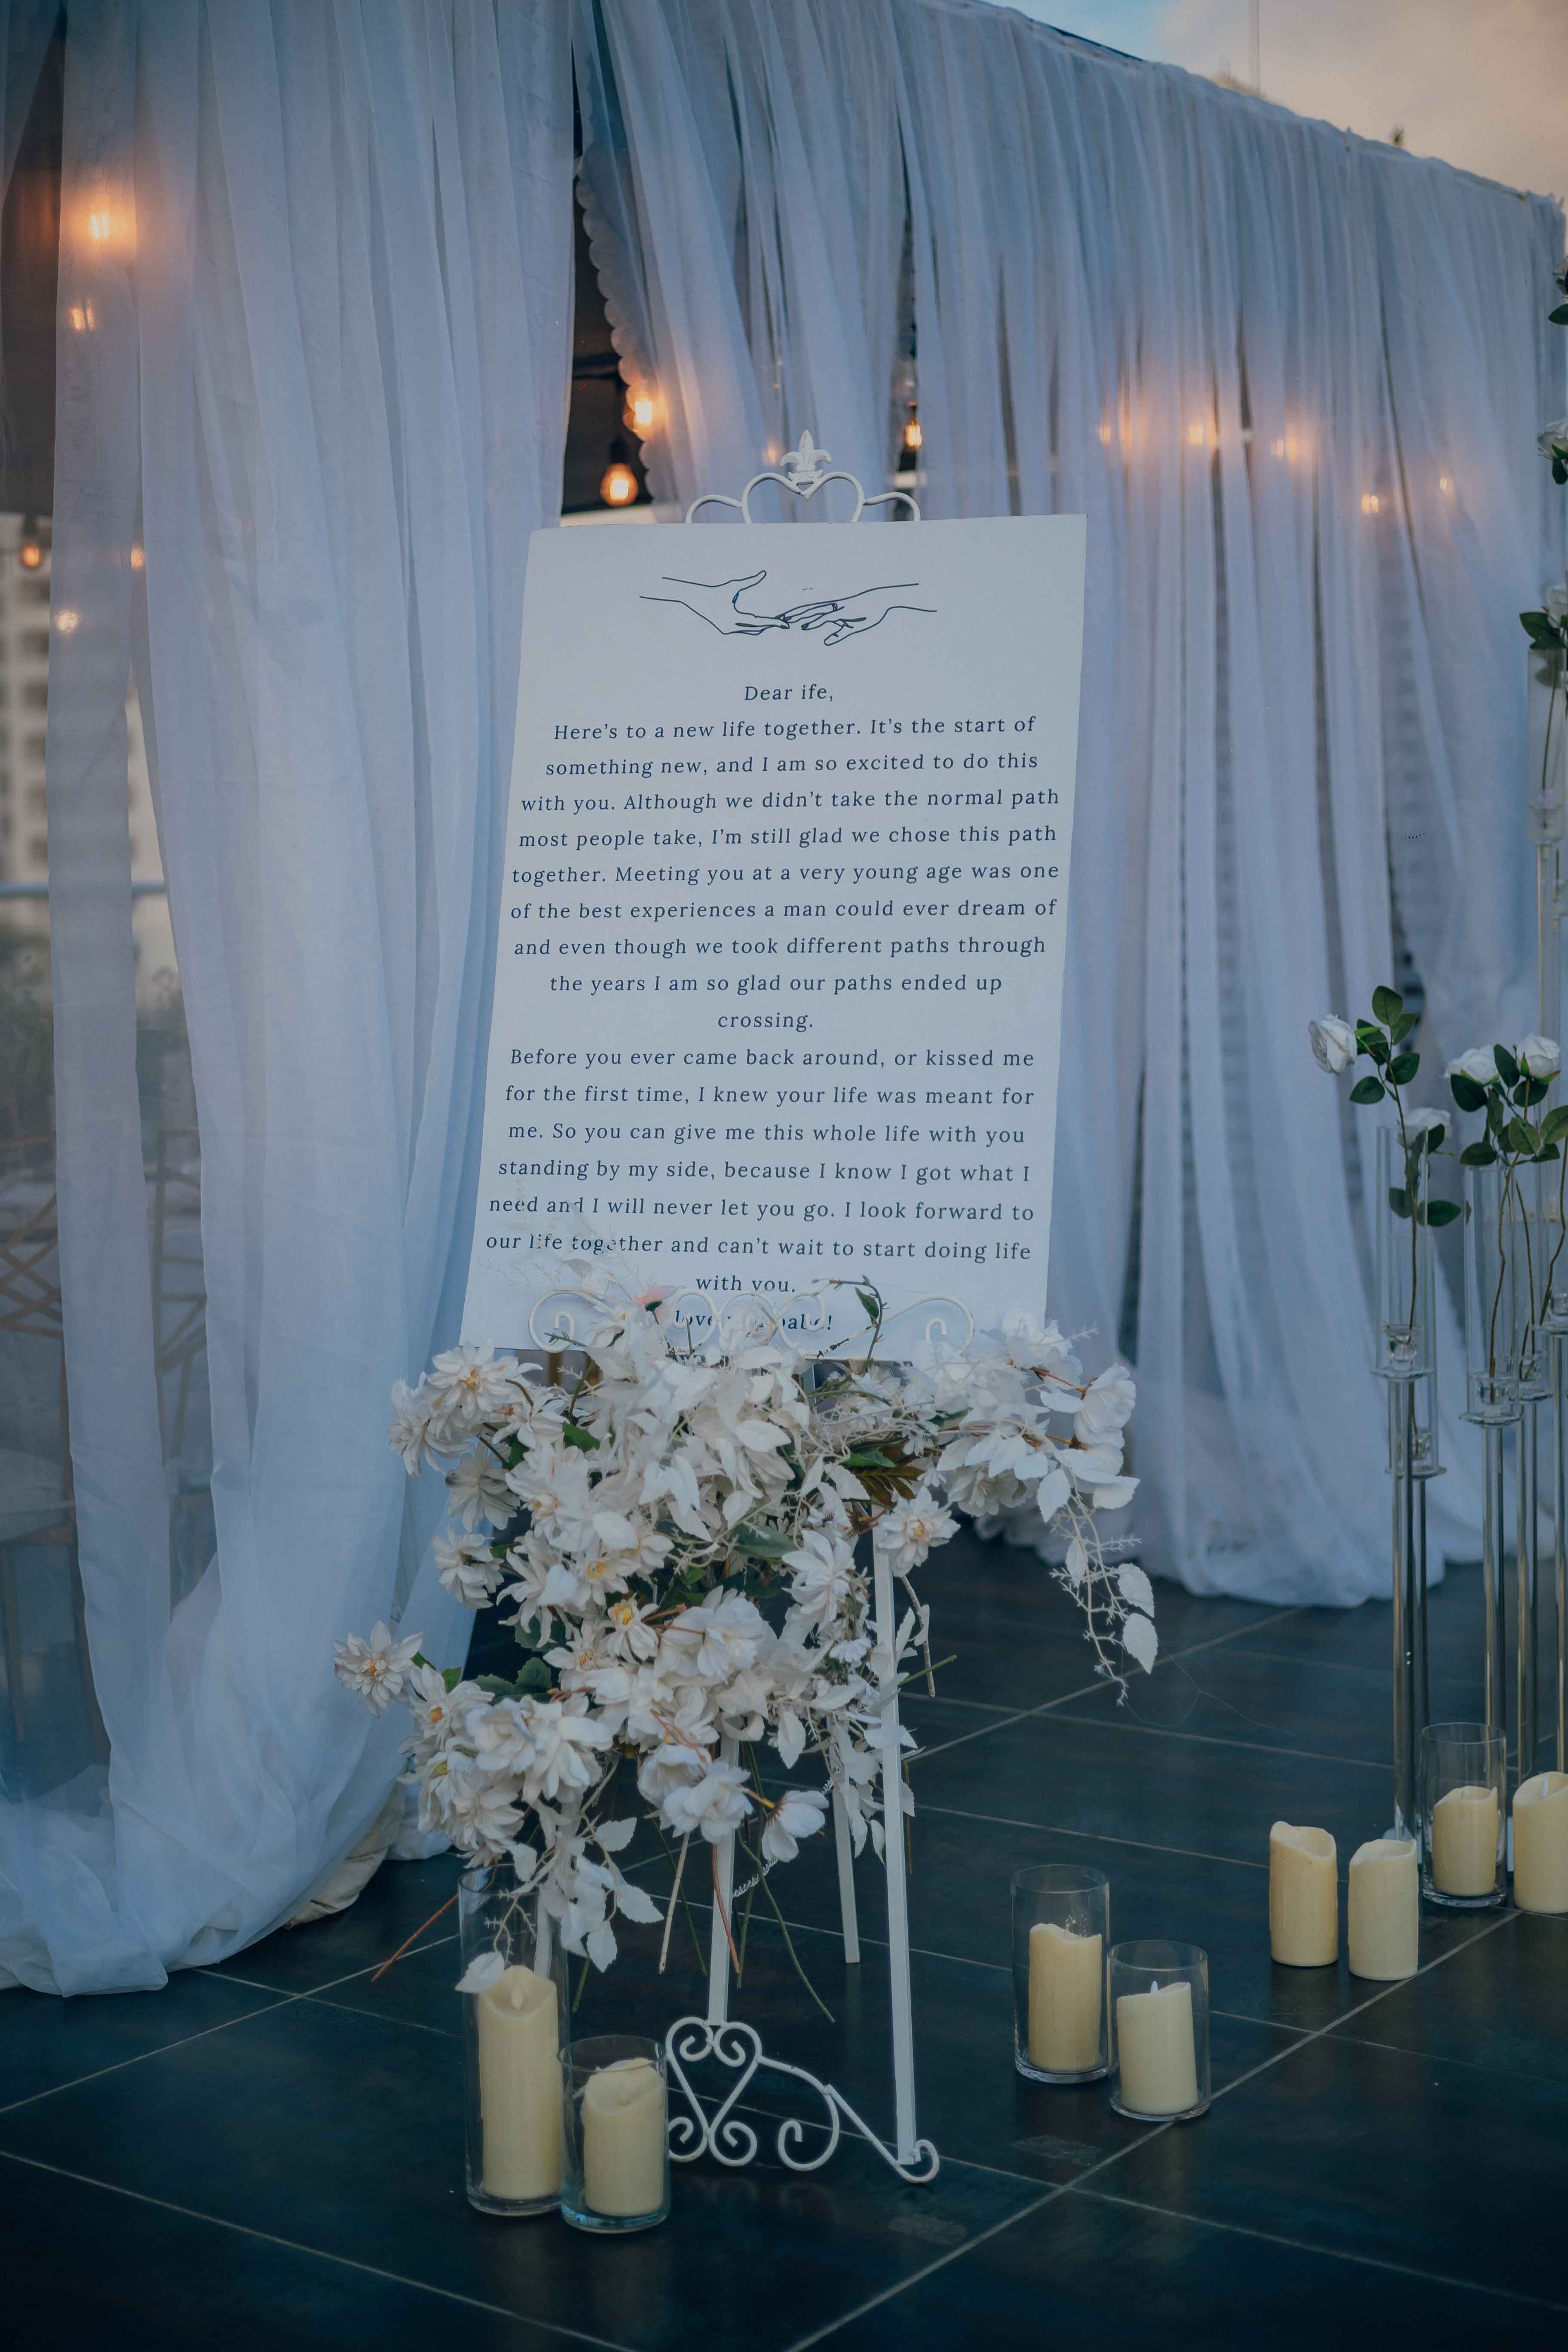 Dear ife,
Here's to a new life together. It's the start of
something new, and I am so excited to do this
with you. Although we didn't take the normal path
most people take, I'm still glad we chose this path
together. Meeting you at a very young age was one
of the best experiences a man could ever dream of
and even though we took different paths through
the years I am so glad our paths ended up
crossing.
Before you ever came back around, or kissed me
for the first time, I knew your life was meant for
me. So you can give me this whole life with you
standing by my side, because I know I got what I
need and I will never let you go. I look forward to
our life together and can't wait to start doing life
with you.
love babe!